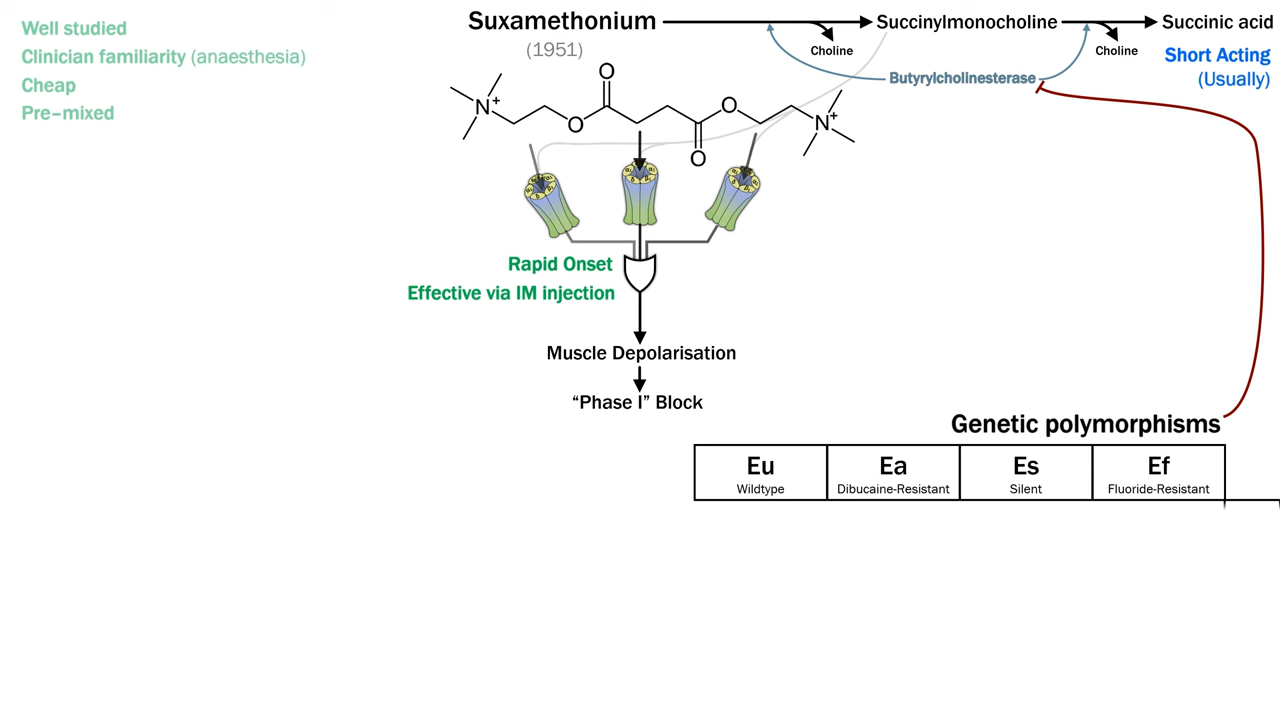 Well studied
Clinician familiarity (anaesthesia)
Cheap
Pre-mixed
Suxamethonium
(1951)
Succinylmonocholine
Succinic acid
Choline
Choline
Short Acting
(Usually)
Butyrylcholinesterase
O
N+
O
O
O
N+
Rapid Onset
Effective via IM injection
Muscle Depolarisation
“Phase I” Block
Genetic polymorphisms
Eu
Wildtype
Ea
Dibucaine-Resistant
Es
Silent
Ef
Fluoride-Resistant